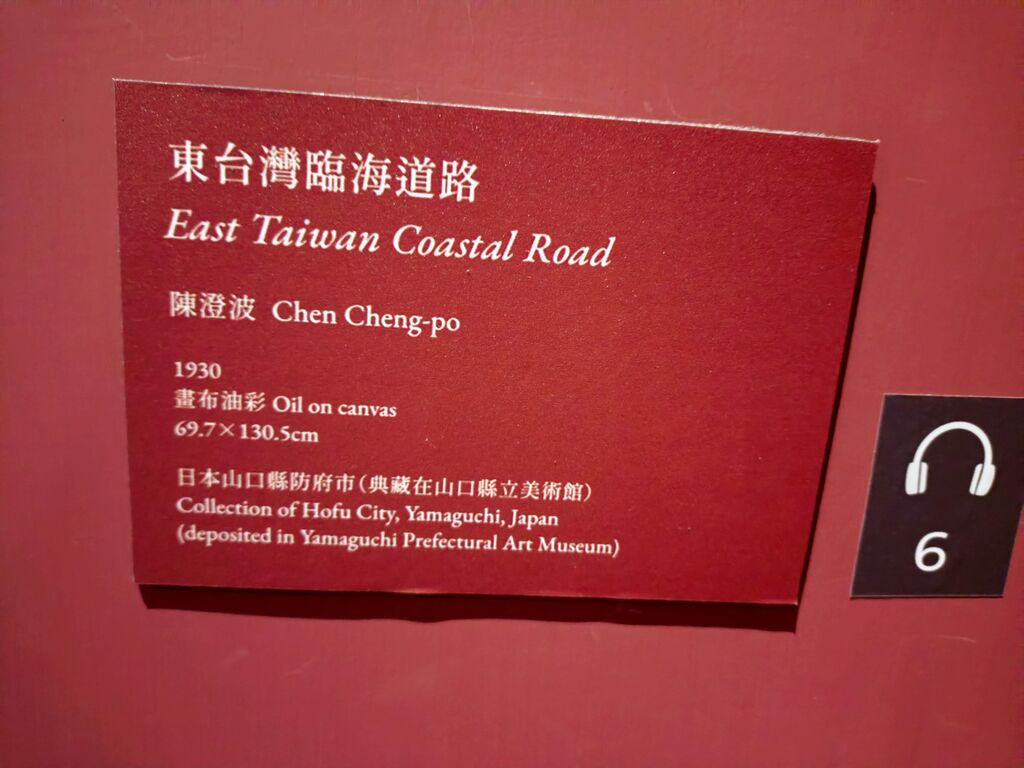 東台灣臨海道路
East Taiwan Coastal Road
陳澄波 Chen Cheng-po
1930
畫布油彩 Oil on canvas
69.7×130.5cm
日本山口縣防府市（典藏在山口縣立美術館）
Collection of Hofu City, Yamaguchi, Japan
(deposited in Yamaguchi Prefectural Art Museum)
6